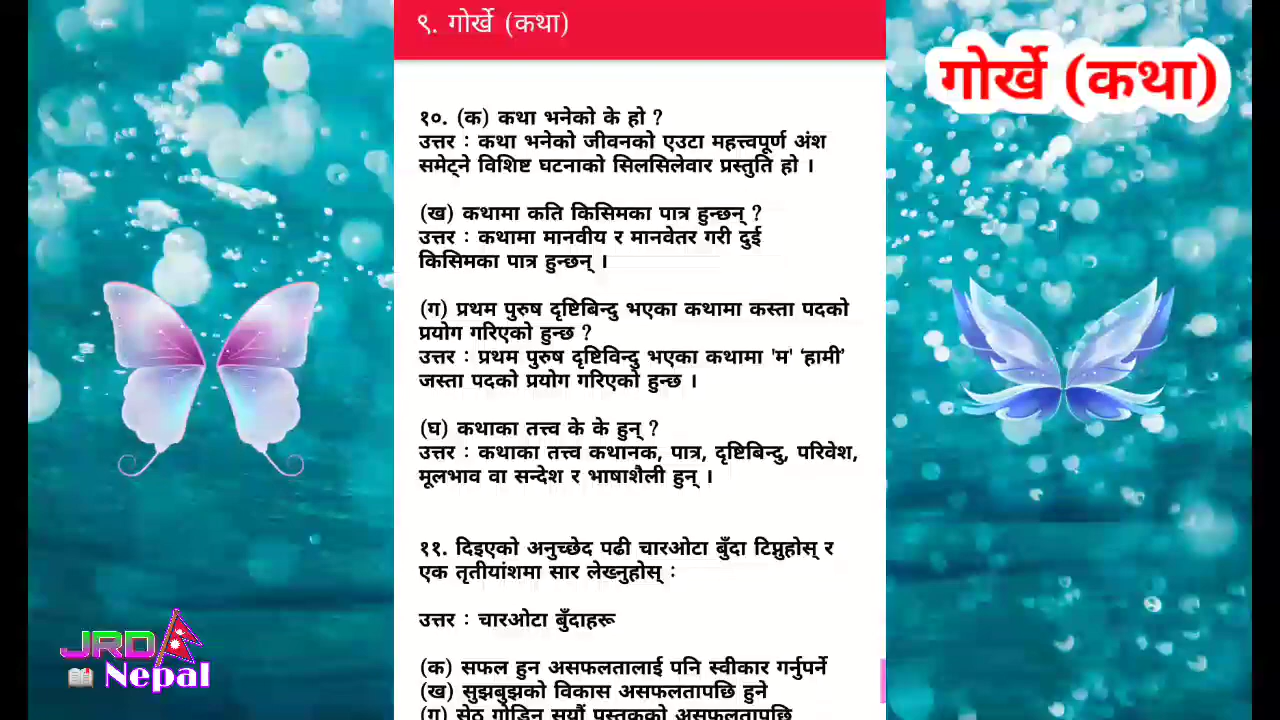 ९. गोर्खे (कथा)
गोर्खे (कथा)
१०. (क) कथा भनेको के हो ?
उत्तर : कथा भनेको जीवनको एउटा महत्त्वपूर्ण अंश
समेट्ने विशिष्ट घटनाको सिलसिलेवार प्रस्तुति हो ।
(ख) कथामा कति किसिमका पात्र हुन्छन् ?
उत्तर : कथामा मानवीय र मानवेतर गरी दुई
किसिमका पात्र हुन्छन् ।
(ग) प्रथम पुरुष दृष्टिबिन्दु भएका कथामा कस्ता पदको
प्रयोग गरिएको हुन्छ ?
उत्तर : प्रथम पुरुष दृष्टिविन्दु भएका कथामा 'म' ‘हामी’
जस्ता पदको प्रयोग गरिएको हुन्छ ।
(घ) कथाका तत्त्व के के हुन् ?
उत्तर : कथाका तत्त्व कथानक, पात्र, दृष्टिबिन्दु, परिवेश,
मूलभाव वा सन्देश र भाषाशैली हुन् ।
११. दिइएको अनुच्छेद पढी चारओटा बुँदा टिप्नुहोस् र
एक तृतीयांशमा सार लेख्नुहोस् :
उत्तर : चारओटा बुँदाहरू
(क) सफल हुन असफलतालाई पनि स्वीकार गर्नुपर्ने
(ख) सुझबुझको विकास असफलतापछि हुने
(ग) सेठ गोडिन सयौं पुस्तकको असफलतापछि
JRD
Nepal